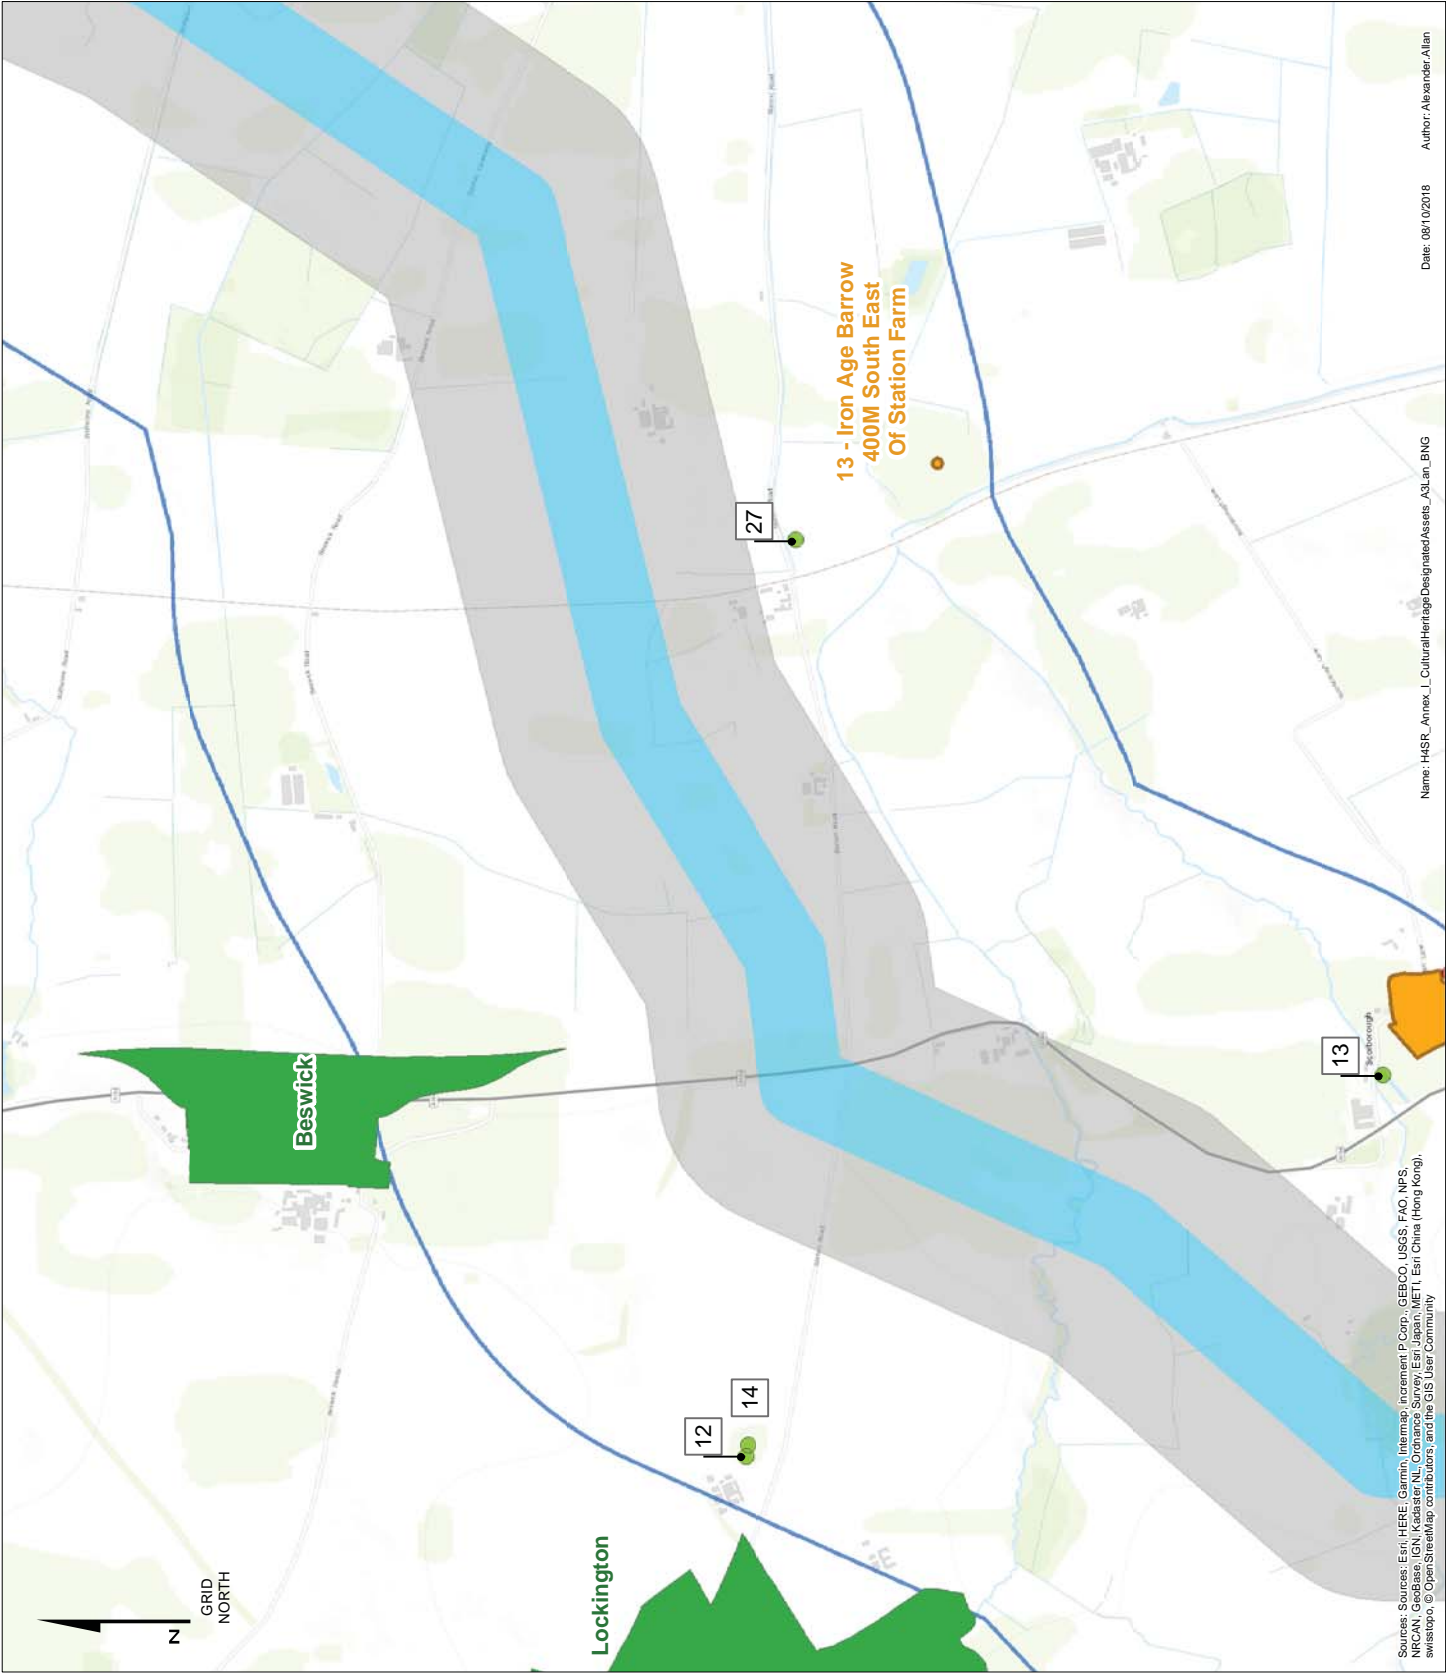 GRID
NORTH
N
Beswick
Lockington
12
14
27
13 - Iron Age Barrow
400M South East
Of Station Farm
13
Scorborough
Sources: Sources: Esri, HERE, Garmin, Intermap, increment P Corp., GEBCO, USGS, FAO, NPS,
NRCAN, GeoBase, IGN, Kadaster NL, Ordnance Survey, Esri Japan, METI, Esri China (Hong Kong),
swisstopo, © OpenStreetMap contributors, and the GIS User Community
Name: H4SR_Annex_I_CulturalHeritageDesignatedAssets_A3Lan_BNG
Date: 08/10/2018
Author: Alexander.Allan